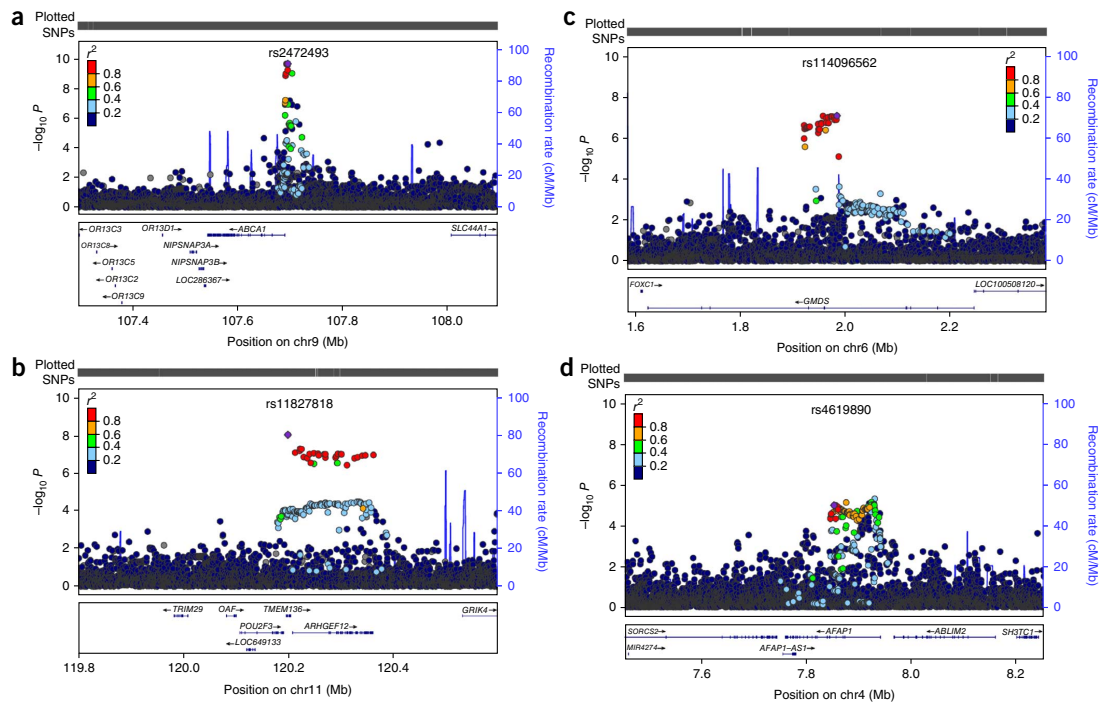 a
Plotted
SNPs
rs2472493
r2
0.8
0.6
0.4
0.2
10
8
6
4
2
0
−log10 P
100
80
60
40
20
0
Recombination rate (cM/Mb)
←OR13C3
OR13D1→
←ABCA1
SLC44A1→
OR13C8→
NIPSNAP3A→
←OR13C5
NIPSNAP3B→
←OR13C2
LOC286367→
←OR13C9
107.4
107.6
107.8
108.0
Position on chr9 (Mb)
b
Plotted
SNPs
rs11827818
r2
0.8
0.6
0.4
0.2
10
8
6
4
2
0
−log10 P
100
80
60
40
20
0
Recombination rate (cM/Mb)
←TRIM29
OAF→
TMEM136→
GRIK4→
POU2F3→
ARHGEF12→
←LOC649133
119.8
120.0
120.2
120.4
Position on chr11 (Mb)
c
Plotted
SNPs
rs114096562
r2
0.8
0.6
0.4
0.2
10
8
6
4
2
0
−log10 P
100
80
60
40
20
0
Recombination rate (cM/Mb)
FOXC1→
LOC100508120→
←GMDS
1.6
1.8
2.0
2.2
Position on chr6 (Mb)
d
Plotted
SNPs
rs4619890
r2
0.8
0.6
0.4
0.2
10
8
6
4
2
0
−log10 P
100
80
60
40
20
0
Recombination rate (cM/Mb)
SORCS2→
←AFAP1
←ABLIM2
SH3TC1→
MIR4274→
AFAP1−AS1→
7.6
7.8
8.0
8.2
Position on chr4 (Mb)